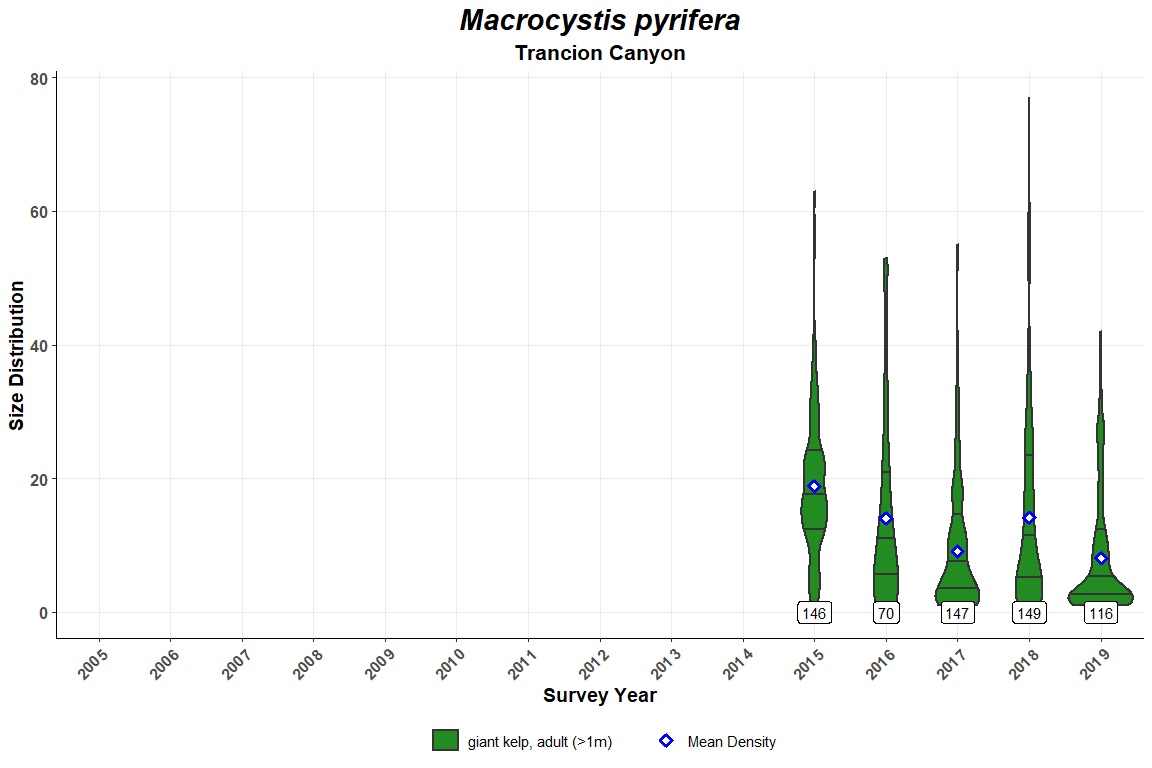 Macrocystis pyrifera
Trancion Canyon
Size Distribution
80
60
40
20
0
146 70 147 149 116
2005 2006 2007 2008 2009 2010 2011 2012 2013 2014 2015 2016 2017 2018 2019
Survey Year
giant kelp, adult (>1m) Mean Density